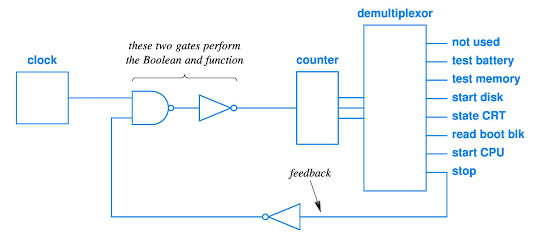 demultiplexor
these two gates perform
the Boolean and function
clock
counter
not used
test battery
test memory
start disk
state CRT
read boot blk
start CPU
stop
feedback